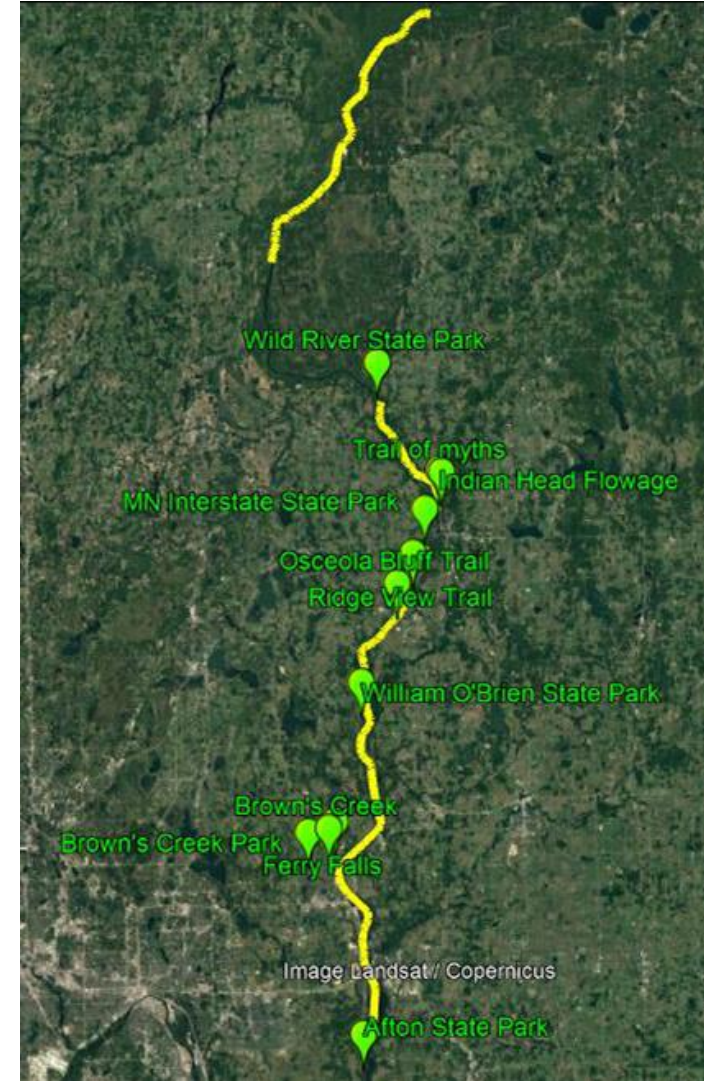 Wild River State Park
Trail of myths
Indian Head Flowage
MN Interstate State Park
Osceola Bluff Trail
Ridge View Trail
William O'Brien State Park
Brown's Creek
Brown's Creek Park
Ferry Falls
Image Landsat / Copernicus
Afton State Park